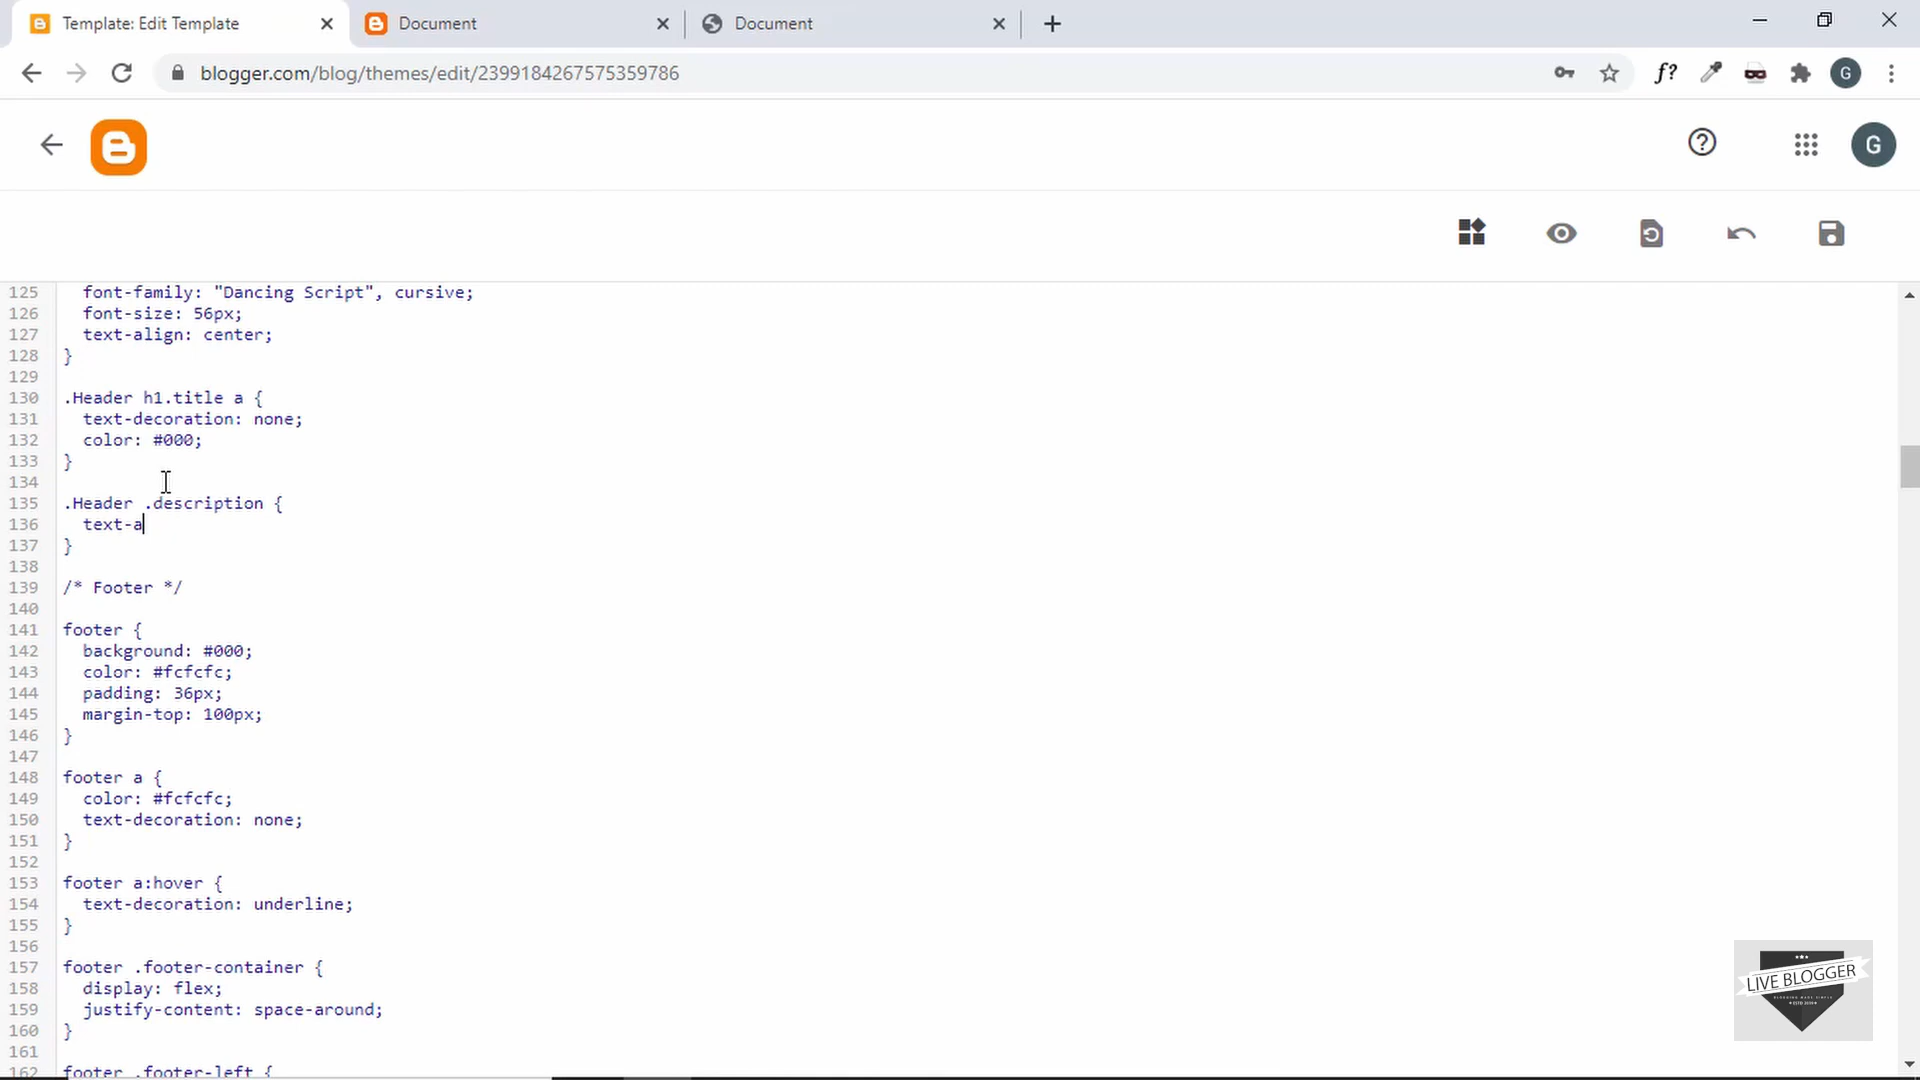 Template: Edit Template
Document
Document
blogger.com/blog/themes/edit/2399184267575359786
f?
G
G
125 font-family: "Dancing Script", cursive;
126 font-size: 56px;
127 text-align: center;
128 }
129
130 .Header h1.title a {
131 text-decoration: none;
132 color: #000;
133 }
134
135 .Header .description {
136 text-a
137 }
138
139 /* Footer */
140
141 footer {
142 background: #000;
143 color: #fcfcfc;
144 padding: 36px;
145 margin-top: 100px;
146 }
147
148 footer a {
149 color: #fcfcfc;
150 text-decoration: none;
151 }
152
153 footer a:hover {
154 text-decoration: underline;
155 }
156
157 footer .footer-container {
158 display: flex;
159 justify-content: space-around;
160 }
161
162 footer .footer-left {
LIVE BLOGGER